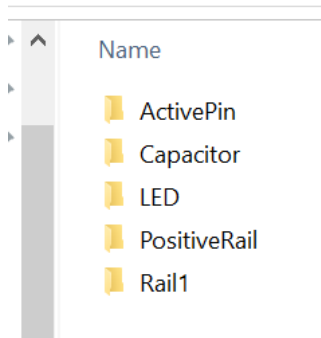 Name
ActivePin
Capacitor
LED
PositiveRail
Rail1